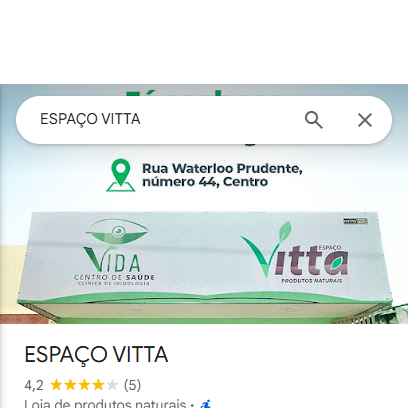 ESPAÇO VITTA
Rua Waterloo Prudente,
número 44, Centro
VIDA
CENTRO DE SAÚDE
CLÍNICA DE IRIDOLOGIA
ESPAÇO
Vitta
PRODUTOS NATURAIS
ESPAÇO VITTA
4,2 (5)
Loja de produtos naturais ·